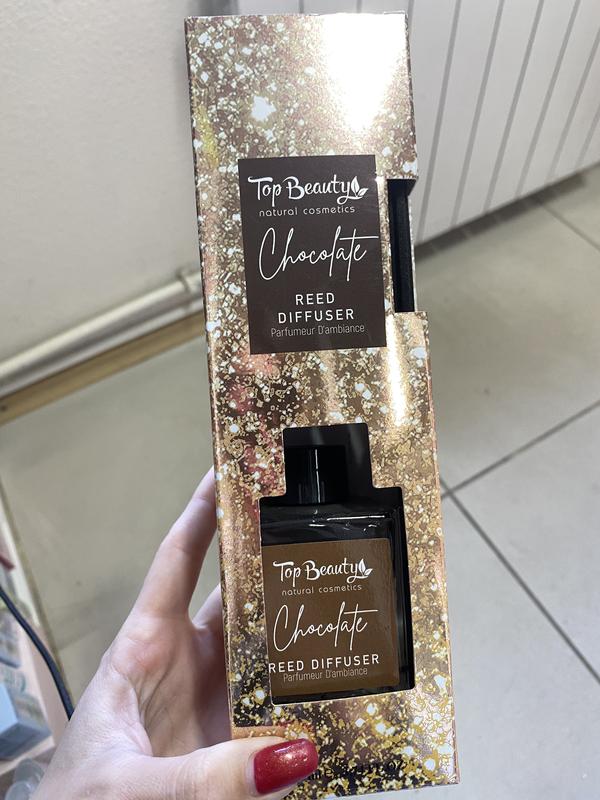 Top Beauty
natural cosmetics
Chocolate
REED
DIFFUSER
Parfumeur D'ambiance
Top Beauty
natural cosmetics
Chocolate
REED DIFFUSER
Parfumeur D'ambiance